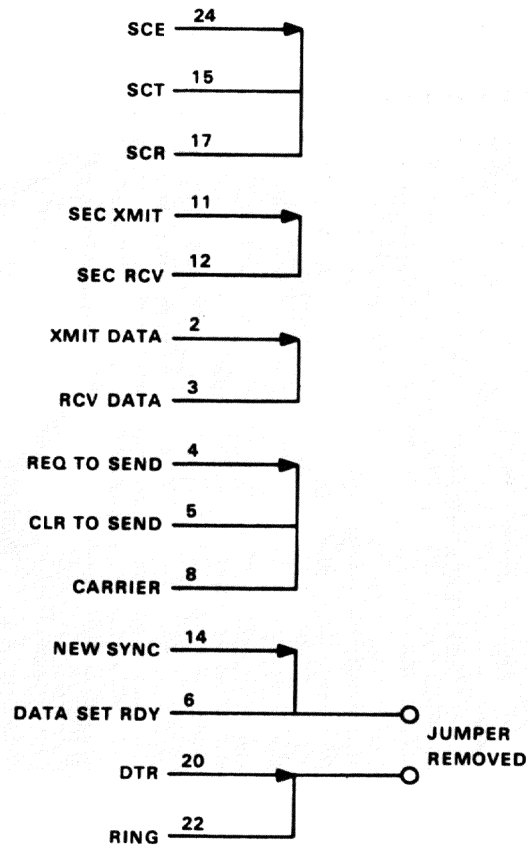 SCE 24
SCT 15
SCR 17
SEC XMIT 11
SEC RCV 12
XMIT DATA 2
RCV DATA 3
REQ TO SEND 4
CLR TO SEND 5
CARRIER 8
NEW SYNC 14
DATA SET RDY 6
JUMPER
REMOVED
DTR 20
RING 22